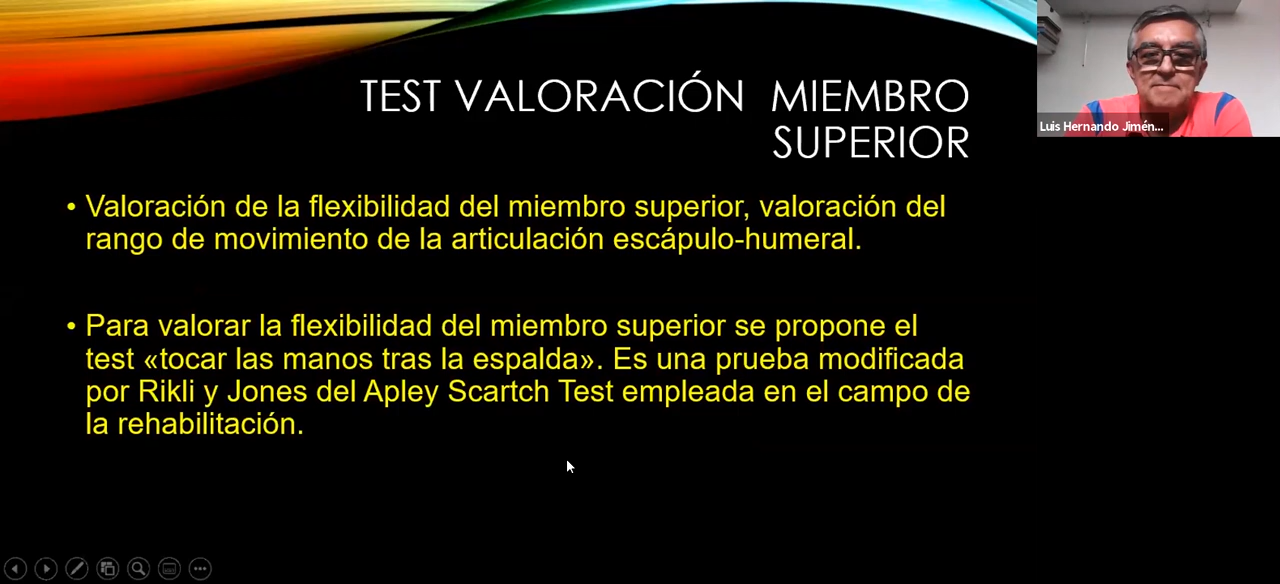 TEST VALORACIÓN MIEMBRO
SUPERIOR
Luis Hernando Jimén...
• Valoración de la flexibilidad del miembro superior, valoración del
rango de movimiento de la articulación escápulo-humeral.
• Para valorar la flexibilidad del miembro superior se propone el
test «tocar las manos tras la espalda». Es una prueba modificada
por Rikli y Jones del Apley Scartch Test empleada en el campo de
la rehabilitación.